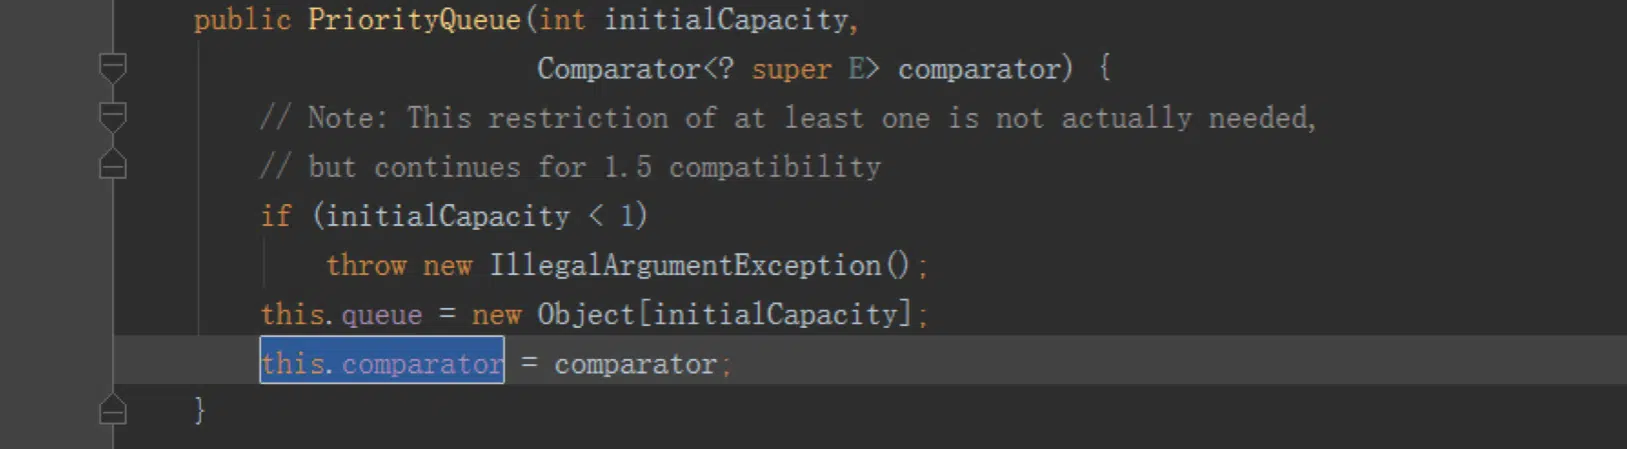 public PriorityQueue(int initialCapacity,
Comparator<? super E> comparator) {
// Note: This restriction of at least one is not actually needed,
// but continues for 1.5 compatibility
if (initialCapacity < 1)
throw new IllegalArgumentException();
this.queue = new Object[initialCapacity];
this.comparator = comparator;
}